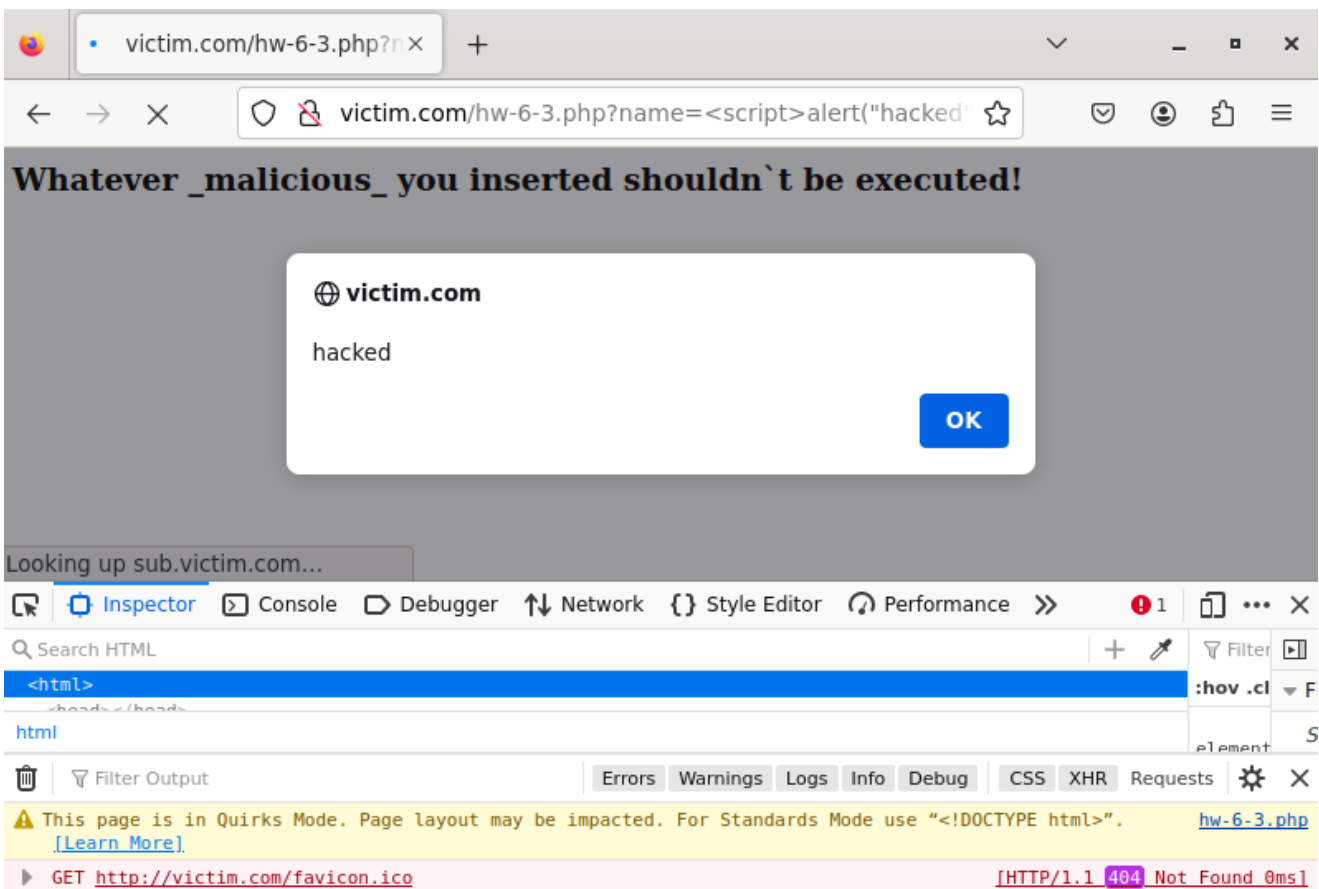 victim.com/hw-6-3.php?n
victim.com/hw-6-3.php?name=<script>alert("hacked"
Whatever _malicious_ you inserted shouldn`t be executed!
victim.com
hacked
OK
Looking up sub.victim.com...
Inspector Console Debugger Network Style Editor Performance 1
Search HTML Filter
<html> :hov .cl F
<head></head>
html S
element
Filter Output Errors Warnings Logs Info Debug CSS XHR Requests
This page is in Quirks Mode. Page layout may be impacted. For Standards Mode use “<!DOCTYPE html>”. hw-6-3.php
[Learn More]
GET http://victim.com/favicon.ico [HTTP/1.1 404 Not Found 0ms]